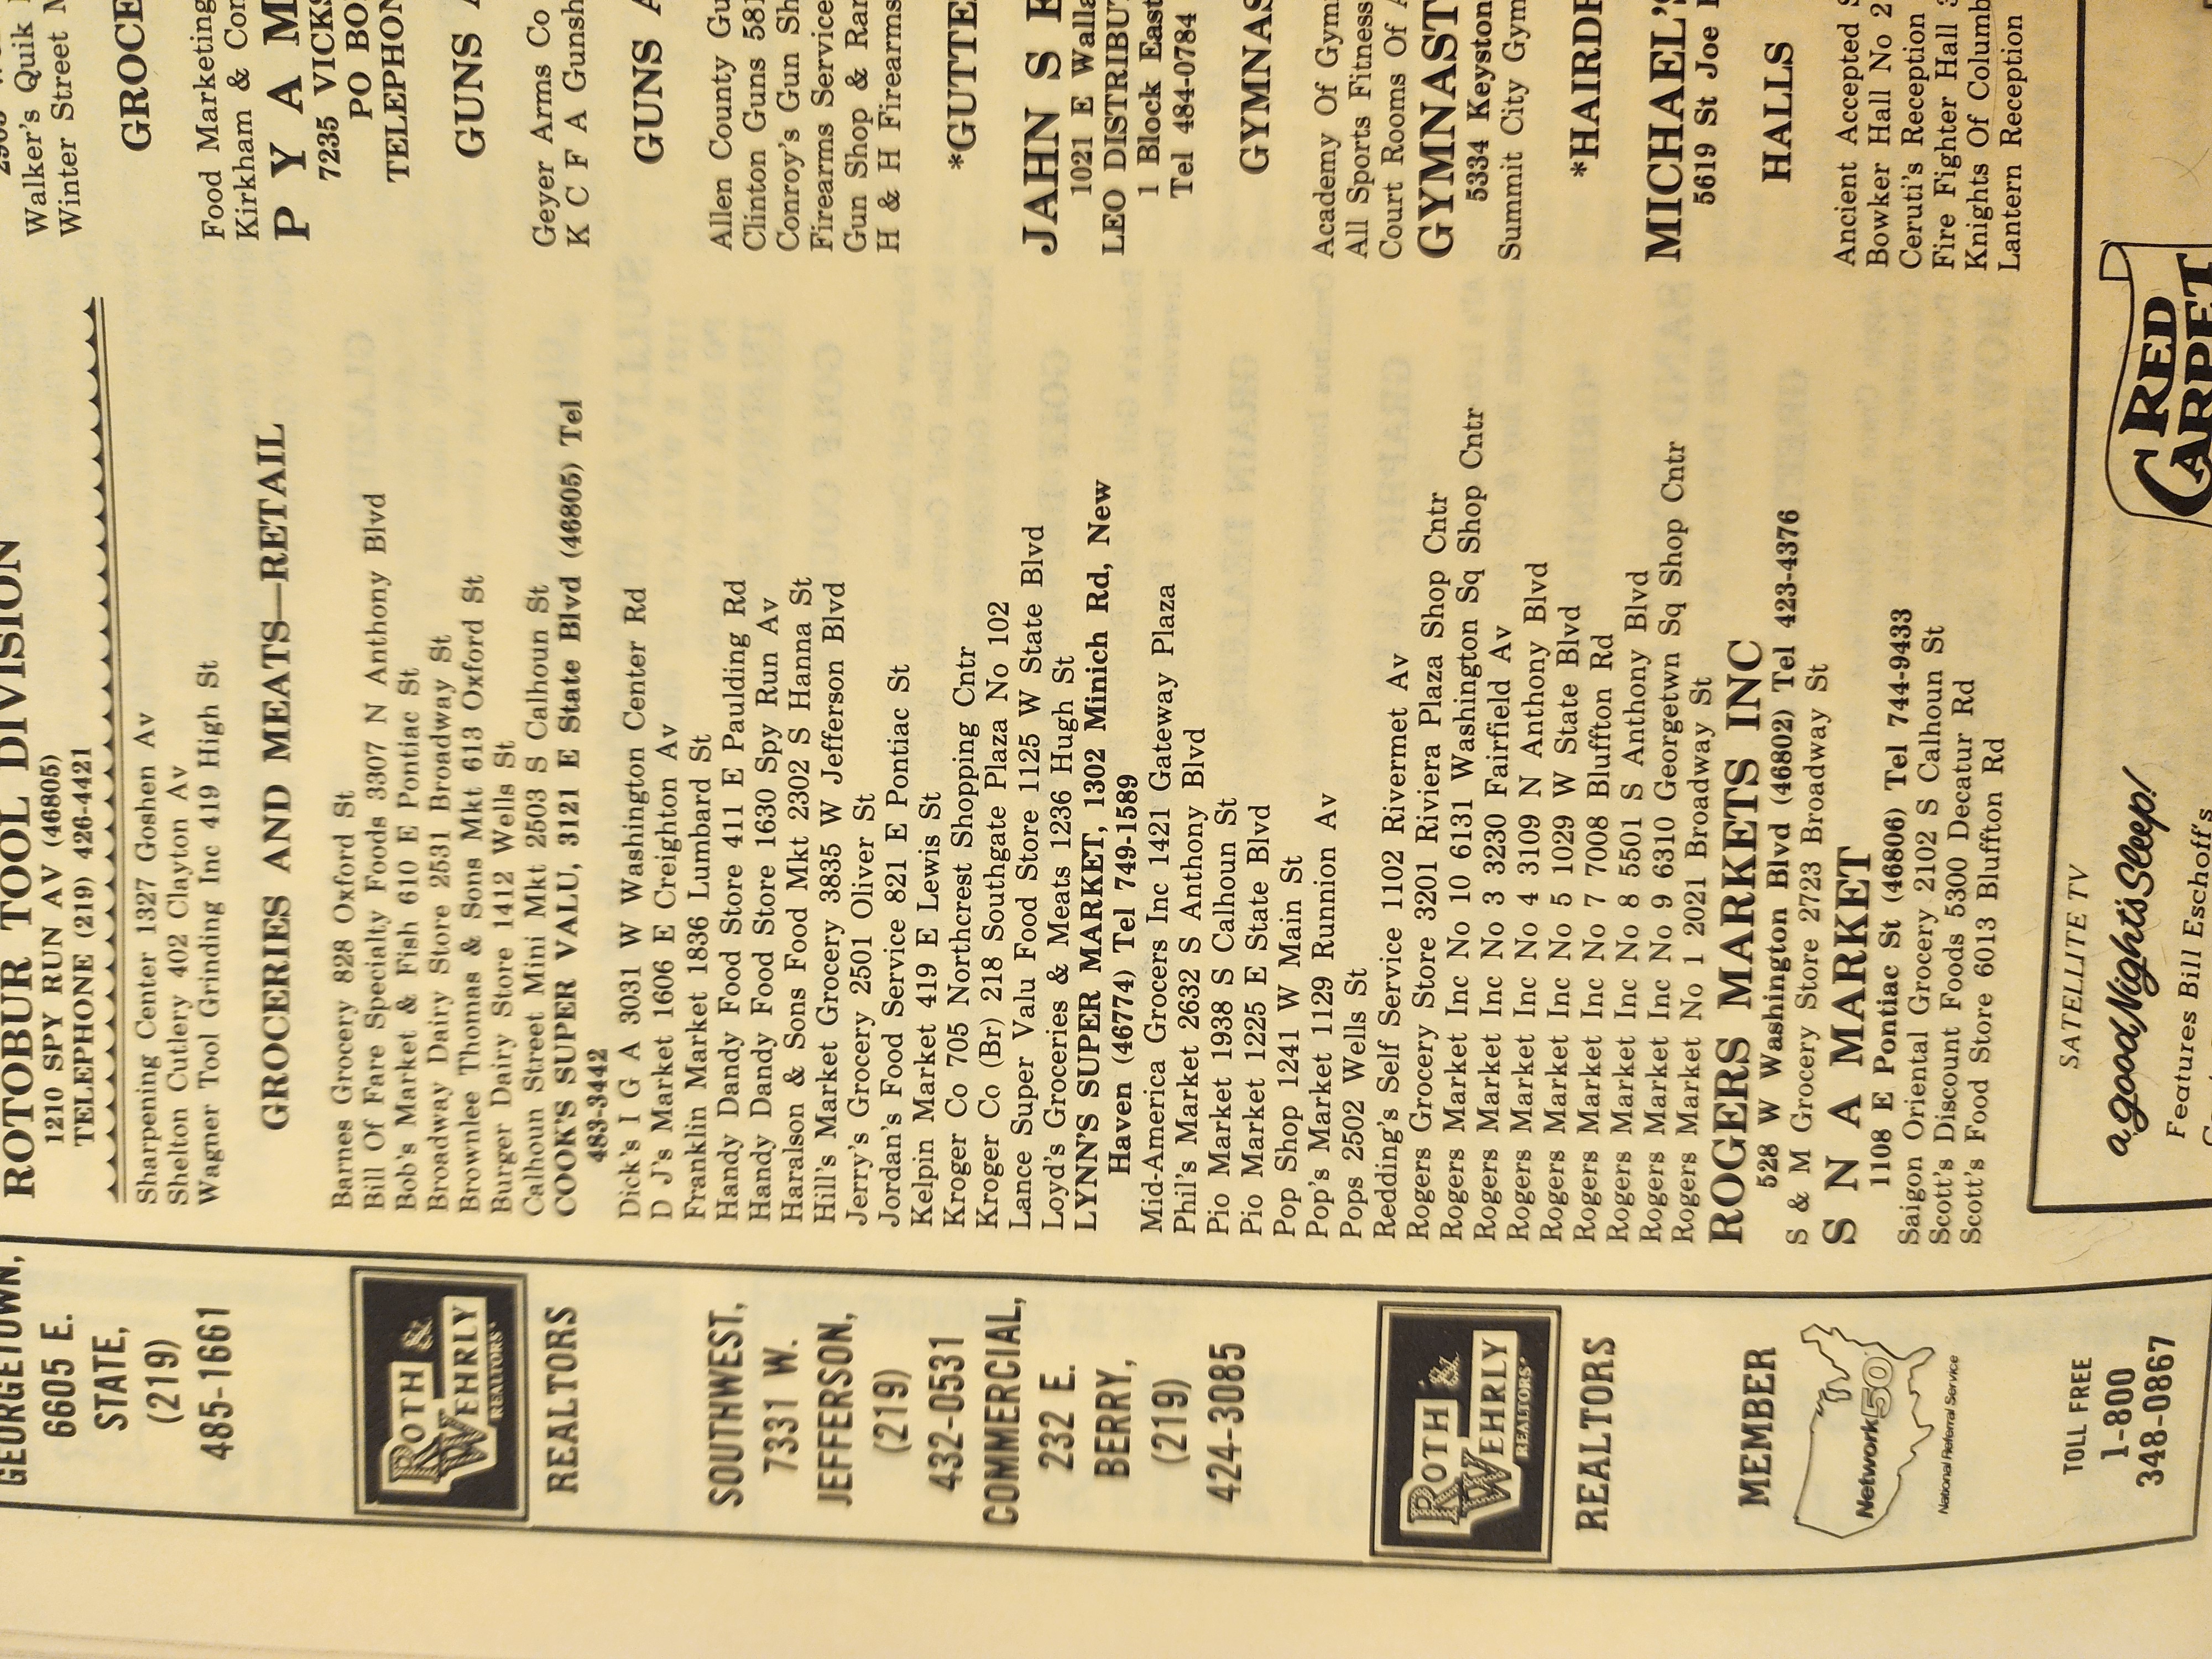 GEORGETOWN,
6605 E.
STATE,
(219)
485-1661
ROTH &
WEHRLY
REALTORS
REALTORS
SOUTHWEST,
7331 W.
JEFFERSON,
(219)
432-0531
COMMERCIAL,
232 E.
BERRY,
(219)
424-3085
ROTH &
WEHRLY
REALTORS
REALTORS
MEMBER
Network 50
National Referral Service
TOLL FREE
1-800
348-0867
ROTOBUR TOOL DIVISION
1210 SPY RUN AV (46805)
TELEPHONE (219) 426-4421
Sharpening Center 1327 Goshen Av
Shelton Cutlery 402 Clayton Av
Wagner Tool Grinding Inc 419 High St
GROCERIES AND MEATS—RETAIL
Barnes Grocery 828 Oxford St
Bill Of Fare Specialty Foods 3307 N Anthony Blvd
Bob's Market & Fish 610 E Pontiac St
Broadway Dairy Store 2531 Broadway St
Brownlee Thomas & Sons Mkt 613 Oxford St
Burger Dairy Store 1412 Wells St
Calhoun Street Mini Mkt 2503 S Calhoun St
COOK'S SUPER VALU, 3121 E State Blvd (46805) Tel
483-3442
Dick's I G A 3031 W Washington Center Rd
D J's Market 1606 E Creighton Av
Franklin Market 1836 Lumbard St
Handy Dandy Food Store 411 E Paulding Rd
Handy Dandy Food Store 1630 Spy Run Av
Haralson & Sons Food Mkt 2302 S Hanna St
Hill's Market Grocery 3835 W Jefferson Blvd
Jerry's Grocery 2501 Oliver St
Jordan's Food Service 821 E Pontiac St
Kelpin Market 419 E Lewis St
Kroger Co 705 Northcrest Shopping Cntr
Kroger Co (Br) 218 Southgate Plaza No 102
Lance Super Valu Food Store 1125 W State Blvd
Loyd's Groceries & Meats 1236 Hugh St
LYNN'S SUPER MARKET, 1302 Minich Rd, New
Haven (46774) Tel 749-1589
Mid-America Grocers Inc 1421 Gateway Plaza
Phil's Market 2632 S Anthony Blvd
Pio Market 1938 S Calhoun St
Pio Market 1225 E State Blvd
Pop Shop 1241 W Main St
Pop's Market 1129 Runnion Av
Pops 2502 Wells St
Redding's Self Service 1102 Rivermet Av
Rogers Grocery Store 3201 Riviera Plaza Shop Cntr
Rogers Market Inc No 10 6131 Washington Sq Shop Cntr
Rogers Market Inc No 3 3230 Fairfield Av
Rogers Market Inc No 4 3109 N Anthony Blvd
Rogers Market Inc No 5 1029 W State Blvd
Rogers Market Inc No 7 7008 Bluffton Rd
Rogers Market Inc No 8 5501 S Anthony Blvd
Rogers Market Inc No 9 6310 Georgetwn Sq Shop Cntr
Rogers Market No 1 2021 Broadway St
ROGERS MARKETS INC
528 W Washington Blvd (46802) Tel 423-4376
S & M Grocery Store 2723 Broadway St
S N A MARKET
1108 E Pontiac St (46806) Tel 744-9433
Saigon Oriental Grocery 2102 S Calhoun St
Scott's Discount Foods 5300 Decatur Rd
Scott's Food Store 6013 Bluffton Rd
SATELLITE TV
a good Night's Sleep!
Features Bill Eschoff's
RED
CARPET
Walker's Quik
Winter Street
GROCE
Food Marketing
Kirkham & Con
P Y A M
7235 VICKS
PO BO
TELEPHON
GUNS A
Geyer Arms Co
K C F A Gunsh
GUNS A
Allen County Gu
Clinton Guns 581
Conroy's Gun Sh
Firearms Service
Gun Shop & Ran
H & H Firearms
*GUTTE
JAHN S E
1021 E Walla
LEO DISTRIBU
1 Block East
Tel 484-0784
GYMNAS
Academy Of Gym
All Sports Fitness
Court Rooms Of A
GYMNAST
5334 Keyston
Summit City Gym
*HAIRDR
MICHAEL'S
5619 St Joe
HALLS
Ancient Accepted S
Bowker Hall No 2
Ceruti's Reception
Fire Fighter Hall 3
Knights Of Columb
Lantern Reception